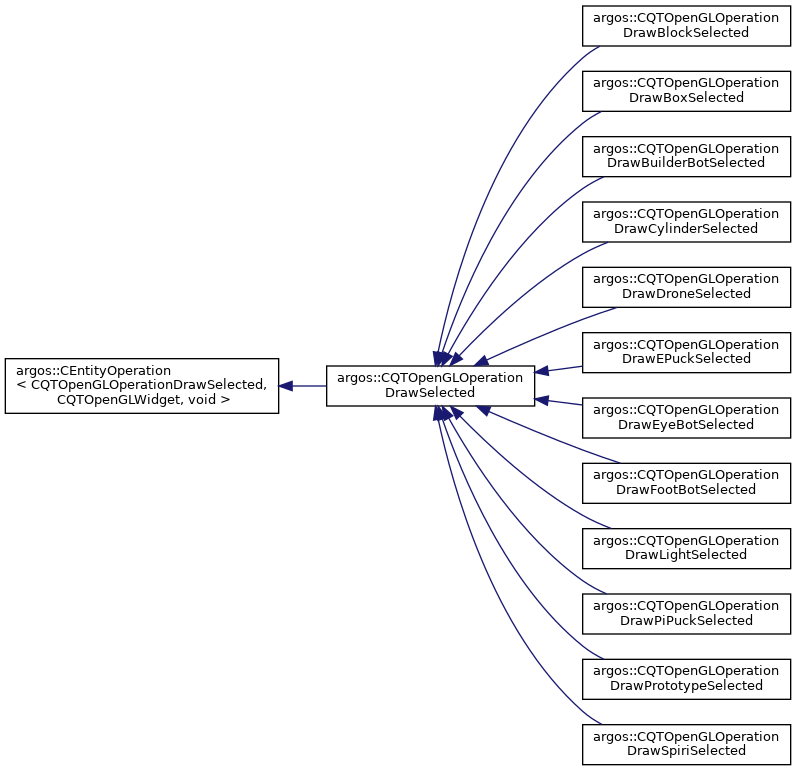 argos::CEntityOperation
< CQTOpenGLOperationDrawSelected,
CQTOpenGLWidget, void >
argos::CQTOpenGLOperation
DrawSelected
argos::CQTOpenGLOperation
DrawBlockSelected
argos::CQTOpenGLOperation
DrawBoxSelected
argos::CQTOpenGLOperation
DrawBuilderBotSelected
argos::CQTOpenGLOperation
DrawCylinderSelected
argos::CQTOpenGLOperation
DrawDroneSelected
argos::CQTOpenGLOperation
DrawEPuckSelected
argos::CQTOpenGLOperation
DrawEyeBotSelected
argos::CQTOpenGLOperation
DrawFootBotSelected
argos::CQTOpenGLOperation
DrawLightSelected
argos::CQTOpenGLOperation
DrawPiPuckSelected
argos::CQTOpenGLOperation
DrawPrototypeSelected
argos::CQTOpenGLOperation
DrawSpiriSelected